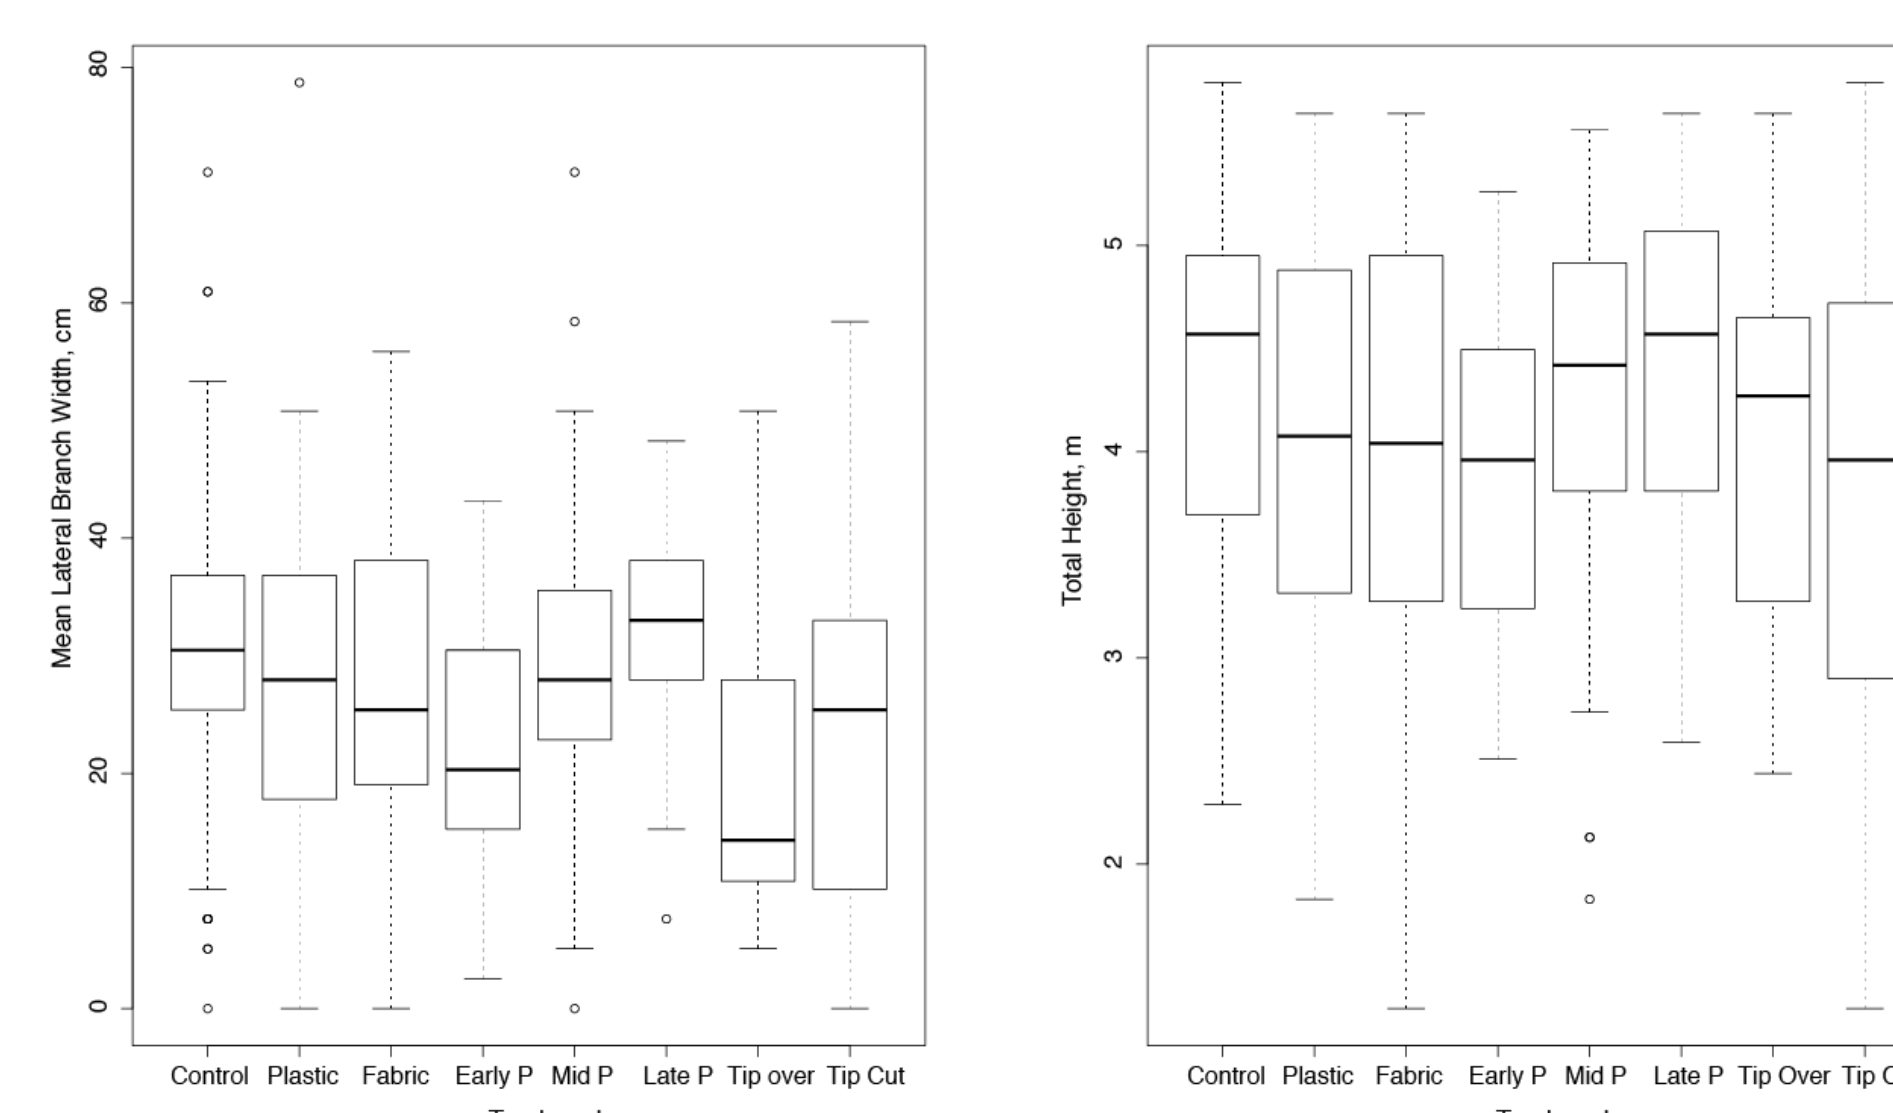 80
60
40
20
0
Mean Lateral Branch Width, cm
Control Plastic Fabric Early P Mid P Late P Tip over Tip Cut
5
4
3
2
Total Height, m
Control Plastic Fabric Early P Mid P Late P Tip Over Tip